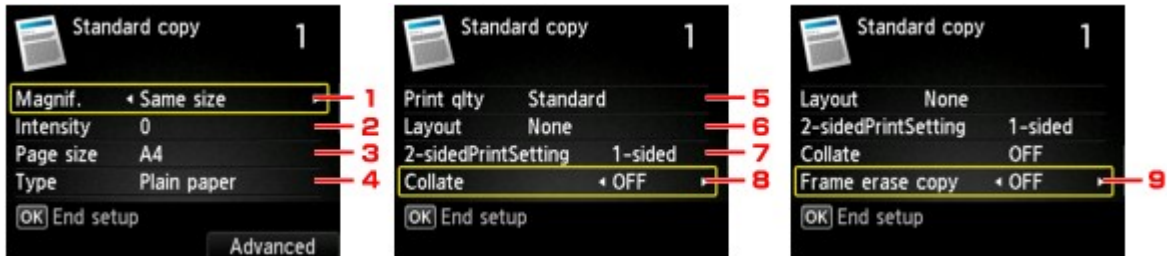 Standard copy 1
Magnif. Same size 1
Intensity 0 2
Page size A4 3
Type Plain paper 4
OK End setup
Advanced
Standard copy 1
Print qlty Standard 5
Layout None 6
2-sidedPrintSetting 1-sided 7
Collate OFF 8
OK End setup
Standard copy 1
Layout None
2-sidedPrintSetting 1-sided
Collate OFF
Frame erase copy OFF 9
OK End setup